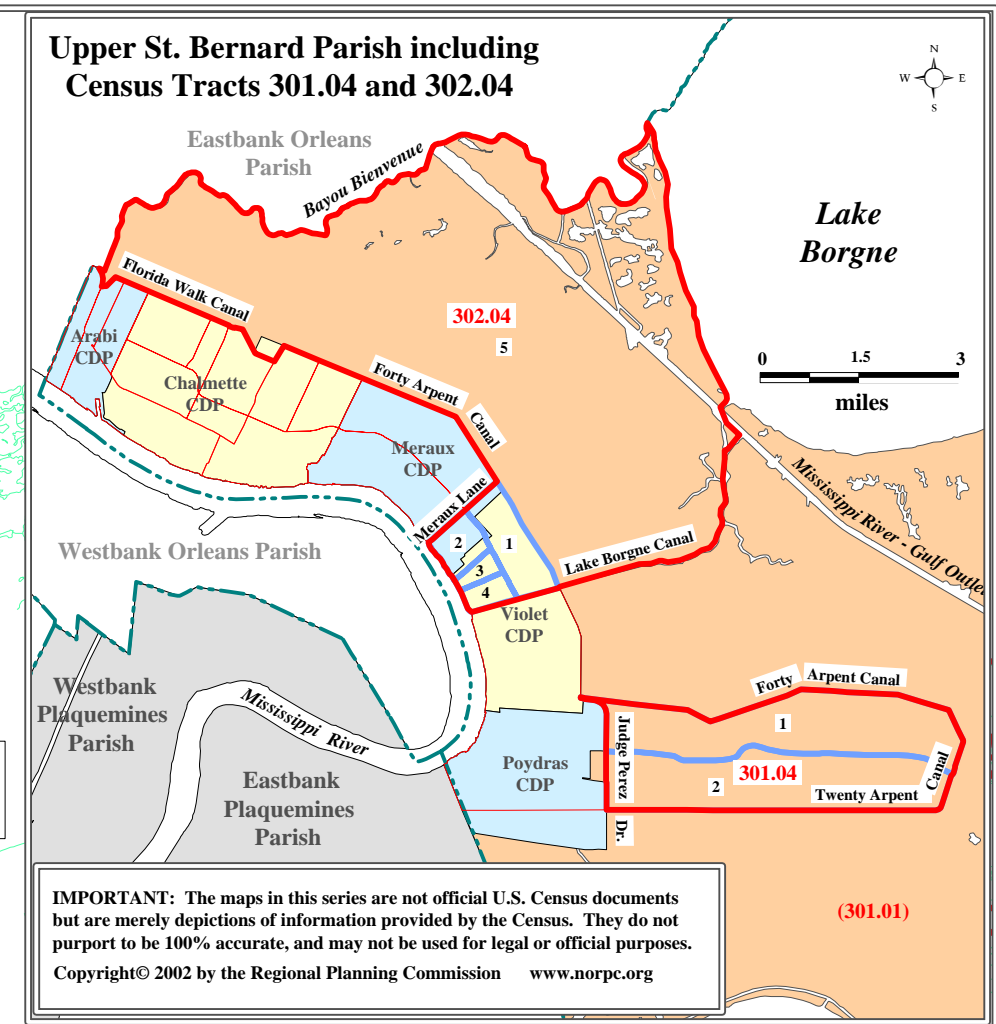 Upper St. Bernard Parish including
Census Tracts 301.04 and 302.04
N
W E
S
Eastbank Orleans
Parish
Bayou Bienvenue
Lake
Borgne
Florida Walk Canal
302.04
5
Arabi
CDP
Chalmette
CDP
0 1.5 3
miles
Forty Arpent
Canal
Meraux
CDP
Meraux Lane
Mississippi River - Gulf Outlet
Westbank Orleans Parish
2
1
3
4
Lake Borgne Canal
Violet
CDP
Westbank
Plaquemines
Parish
Mississippi River
Forty Arpent Canal
1
Judge Perez
Dr.
Poydras
CDP
301.04
2
Twenty Arpent
Canal
Eastbank
Plaquemines
Parish
(301.01)
IMPORTANT: The maps in this series are not official U.S. Census documents
but are merely depictions of information provided by the Census. They do not
purport to be 100% accurate, and may not be used for legal or official purposes.
Copyright© 2002 by the Regional Planning Commission www.norpc.org